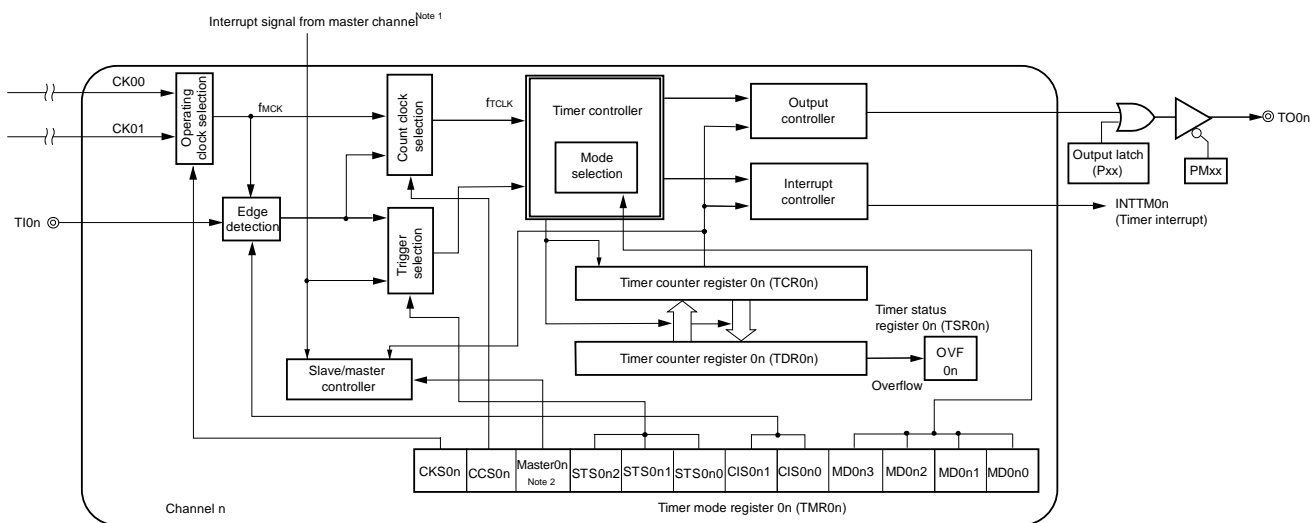 Interrupt signal from master channel Note 1
CK00
CK01
Operating
clock selection
fMCK
Count clock
selection
fTCLK
Timer controller
Mode
selection
Output
controller
Output latch
(Pxx)
PMxx
TO0n
TI0n
Edge
detection
Trigger
selection
Interrupt
controller
INTTM0n
(Timer interrupt)
Timer counter register 0n (TCR0n)
Timer status
register 0n (TSR0n)
Slave/master
controller
Timer counter register 0n (TDR0n)
OVF
0n
Overflow
CKS0n
CCS0n
Master0n
Note 2
STS0n2
STS0n1
STS0n0
CIS0n1
CIS0n0
MD0n3
MD0n2
MD0n1
MD0n0
Channel n
Timer mode register 0n (TMR0n)